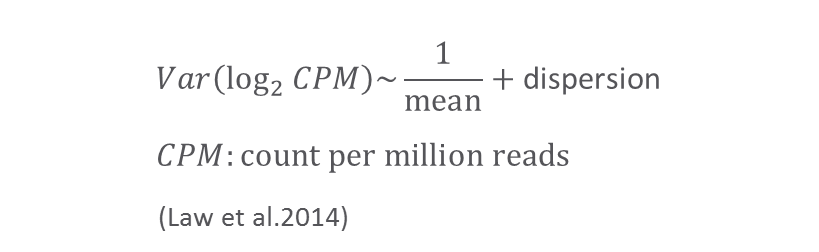 Var(log₂ CPM)~ 1/mean + dispersion
CPM: count per million reads
(Law et al.2014)